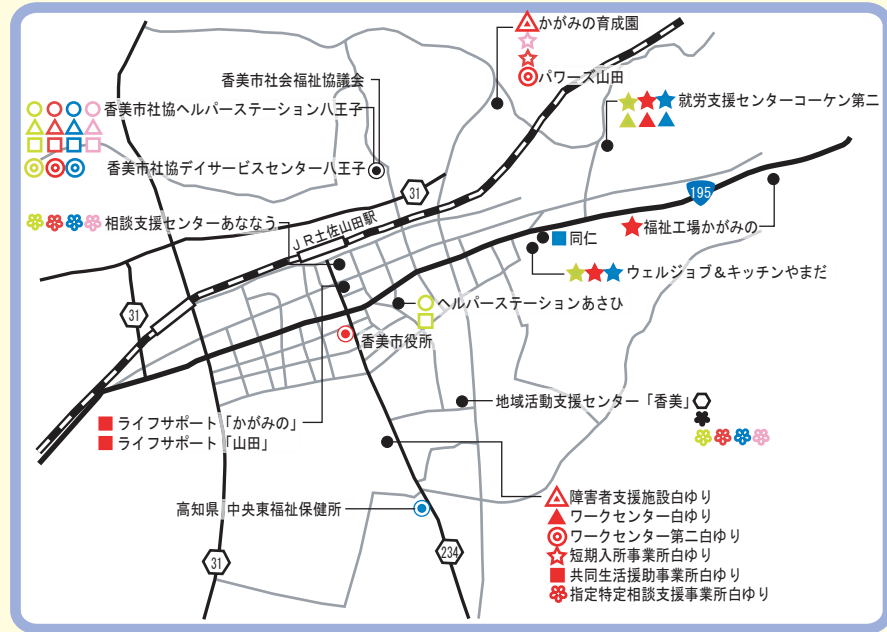 かがみの育成園
パワーズ山田
香美市社会福祉協議会
香美市社協ヘルパーステーション八王子
就労支援センターコーケン第二
香美市社協デイサービスセンター八王子
31
195
相談支援センターあななう
JR土佐山田駅
福祉工場かがみの
同仁
ウェルジョブ&キッチンやまだ
31
ヘルパーステーションあさひ
香美市役所
地域活動支援センター「香美」
ライフサポート「かがみの」
ライフサポート「山田」
高知県 中央東福祉保健所
障害者支援施設白ゆり
ワークセンター白ゆり
ワークセンター第二白ゆり
短期入所事業所白ゆり
共同生活援助事業所白ゆり
指定特定相談支援事業所白ゆり
31
234